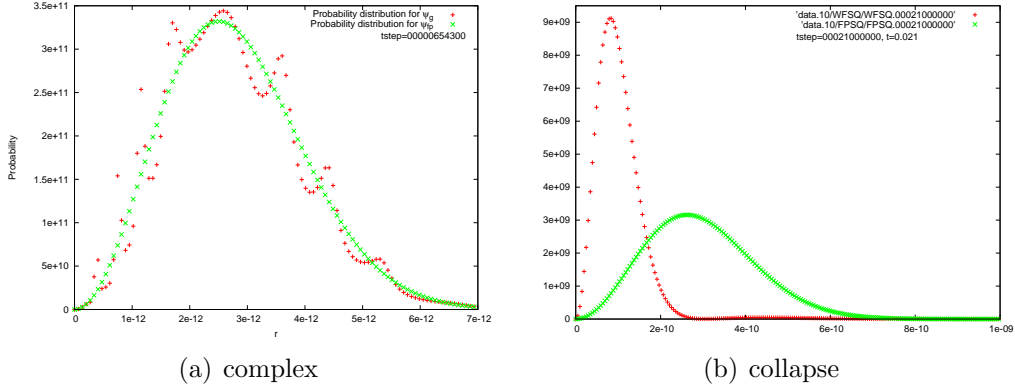 3.5e+11
3e+11
2.5e+11
2e+11
1.5e+11
1e+11
5e+10
0
Probability
0
1e-12
2e-12
3e-12
4e-12
5e-12
6e-12
7e-12
r
Probability distribution for ψg
Probability distribution for ψfp
tstep=00000654300
(a) complex
9e+09
8e+09
7e+09
6e+09
5e+09
4e+09
3e+09
2e+09
1e+09
0
0
2e-10
4e-10
6e-10
8e-10
1e-09
'data.10/WFSQ/WFSQ.00021000000'
'data.10/FPSQ/FPSQ.00021000000'
tstep=00021000000, t=0.021
(b) collapse